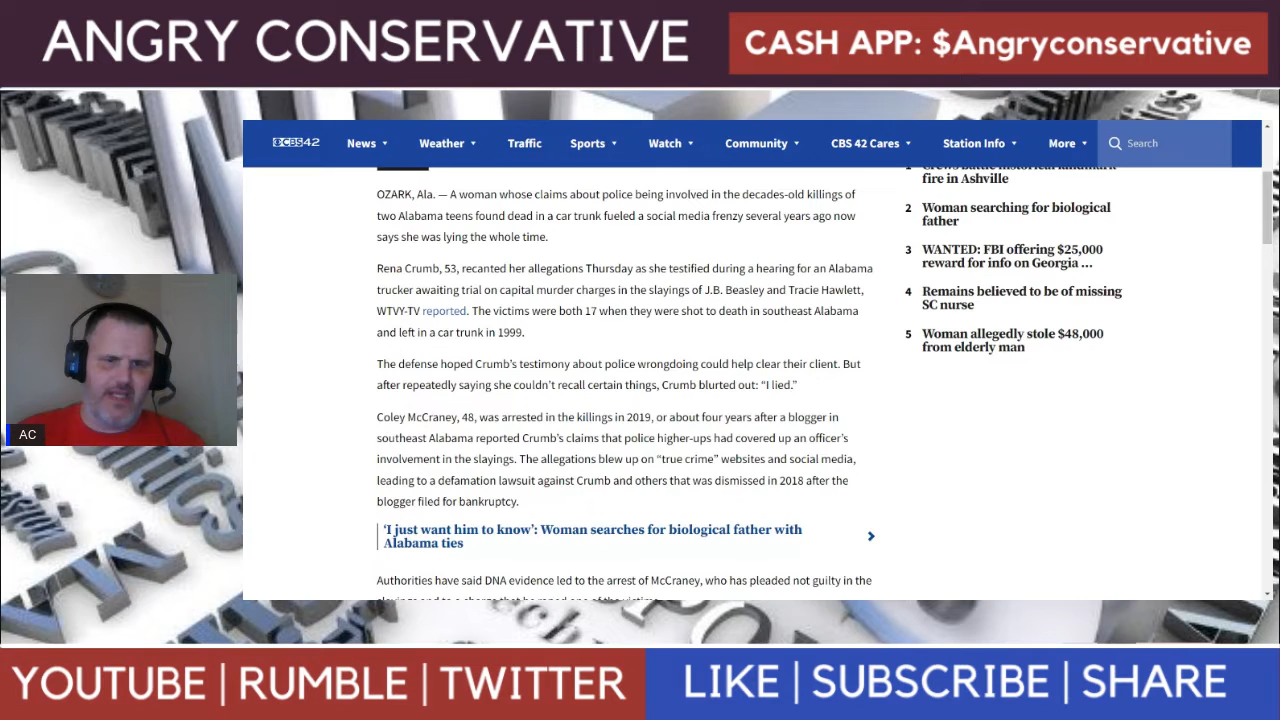 ANGRY CONSERVATIVE
CASH APP: $Angryconservative
CBS42
News
Weather
Traffic
Sports
Watch
Community
CBS 42 Cares
Station Info
More
Search
OZARK, Ala. — A woman whose claims about police being involved in the decades-old killings of
two Alabama teens found dead in a car trunk fueled a social media frenzy several years ago now
says she was lying the whole time.
Rena Crumb, 53, recanted her allegations Thursday as she testified during a hearing for an Alabama
trucker awaiting trial on capital murder charges in the slayings of J.B. Beasley and Tracie Hawlett,
WTVY-TV reported. The victims were both 17 when they were shot to death in southeast Alabama
and left in a car trunk in 1999.
The defense hoped Crumb’s testimony about police wrongdoing could help clear their client. But
after repeatedly saying she couldn’t recall certain things, Crumb blurted out: “I lied.”
Coley McCraney, 48, was arrested in the killings in 2019, or about four years after a blogger in
southeast Alabama reported Crumb’s claims that police higher-ups had covered up an officer’s
involvement in the slayings. The allegations blew up on “true crime” websites and social media,
leading to a defamation lawsuit against Crumb and others that was dismissed in 2018 after the
blogger filed for bankruptcy.
‘I just want him to know’: Woman searches for biological father with
Alabama ties
Authorities have said DNA evidence led to the arrest of McCraney, who has pleaded not guilty in the
Crews battle historical landmark
fire in Ashville
2 Woman searching for biological
father
3 WANTED: FBI offering $25,000
reward for info on Georgia ...
4 Remains believed to be of missing
SC nurse
5 Woman allegedly stole $48,000
from elderly man
AC
YOUTUBE | RUMBLE | TWITTER
LIKE | SUBSCRIBE | SHARE